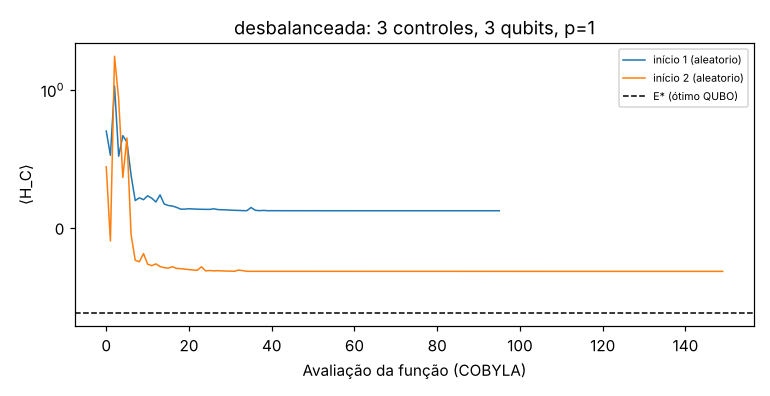 desbalanceada: 3 controles, 3 qubits, p=1
início 1 (aleatorio)
início 2 (aleatorio)
E* (ótimo QUBO)
⟨H_C⟩
10⁰
0
0 20 40 60 80 100 120 140
Avaliação da função (COBYLA)